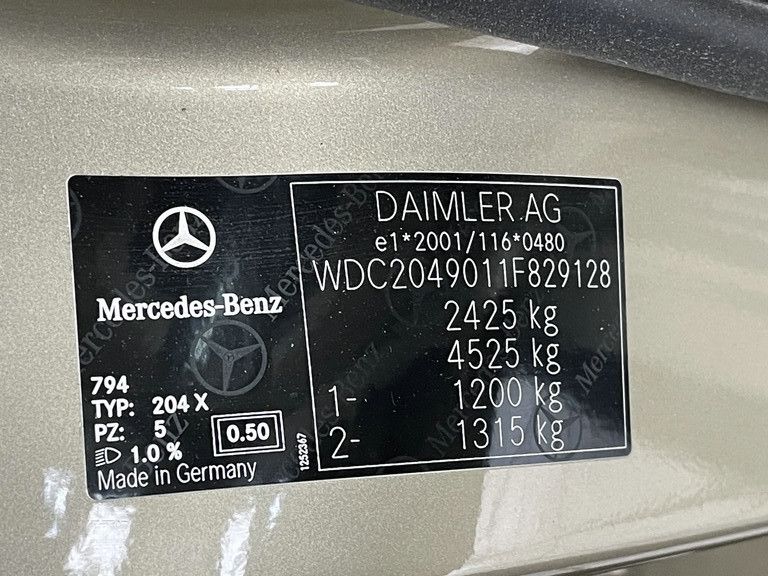 Mercedes-Benz
794
TYP: 204 X
PZ: 5
1.0 %
0.50
Made in Germany
1252367
DAIMLER AG
e1*2001/116*0480
WDC2049011F829128
2425 kg
4525 kg
1- 1200 kg
2- 1315 kg